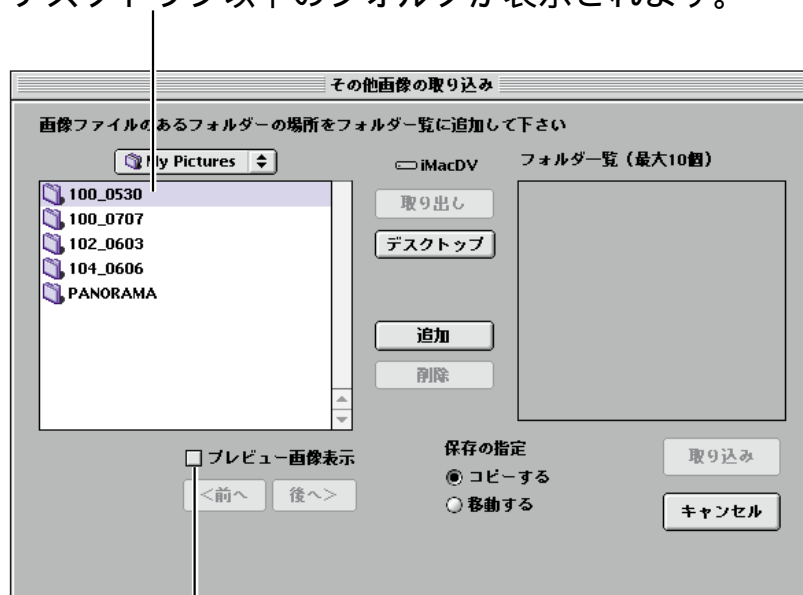 デスクトップ以下のフォルダが表示されます。
その他画像の取り込み
画像ファイルのあるフォルダーの場所をフォルダー覧に追加して下さい
My Pictures
iMacDV
フォルダ一覧（最大10個）
100_0530
100_0707
102_0603
104_0606
PANORAMA
取り出し
デスクトップ
追加
削除
プレビュー画像表示
<前へ
後へ>
保存の指定
コピーする
移動する
取り込み
キャンセル